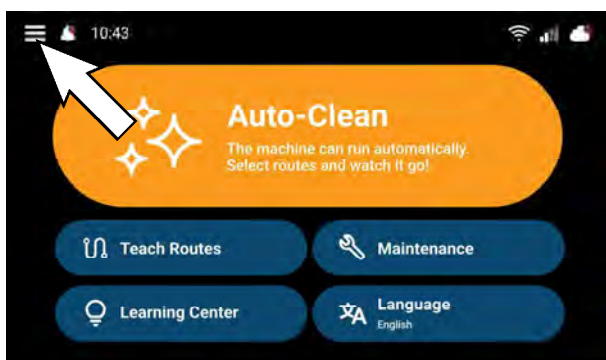 10:43
Auto-Clean
The machine can run automatically.
Select routes and watch it go!
Teach Routes
Maintenance
Learning Center
Language
English